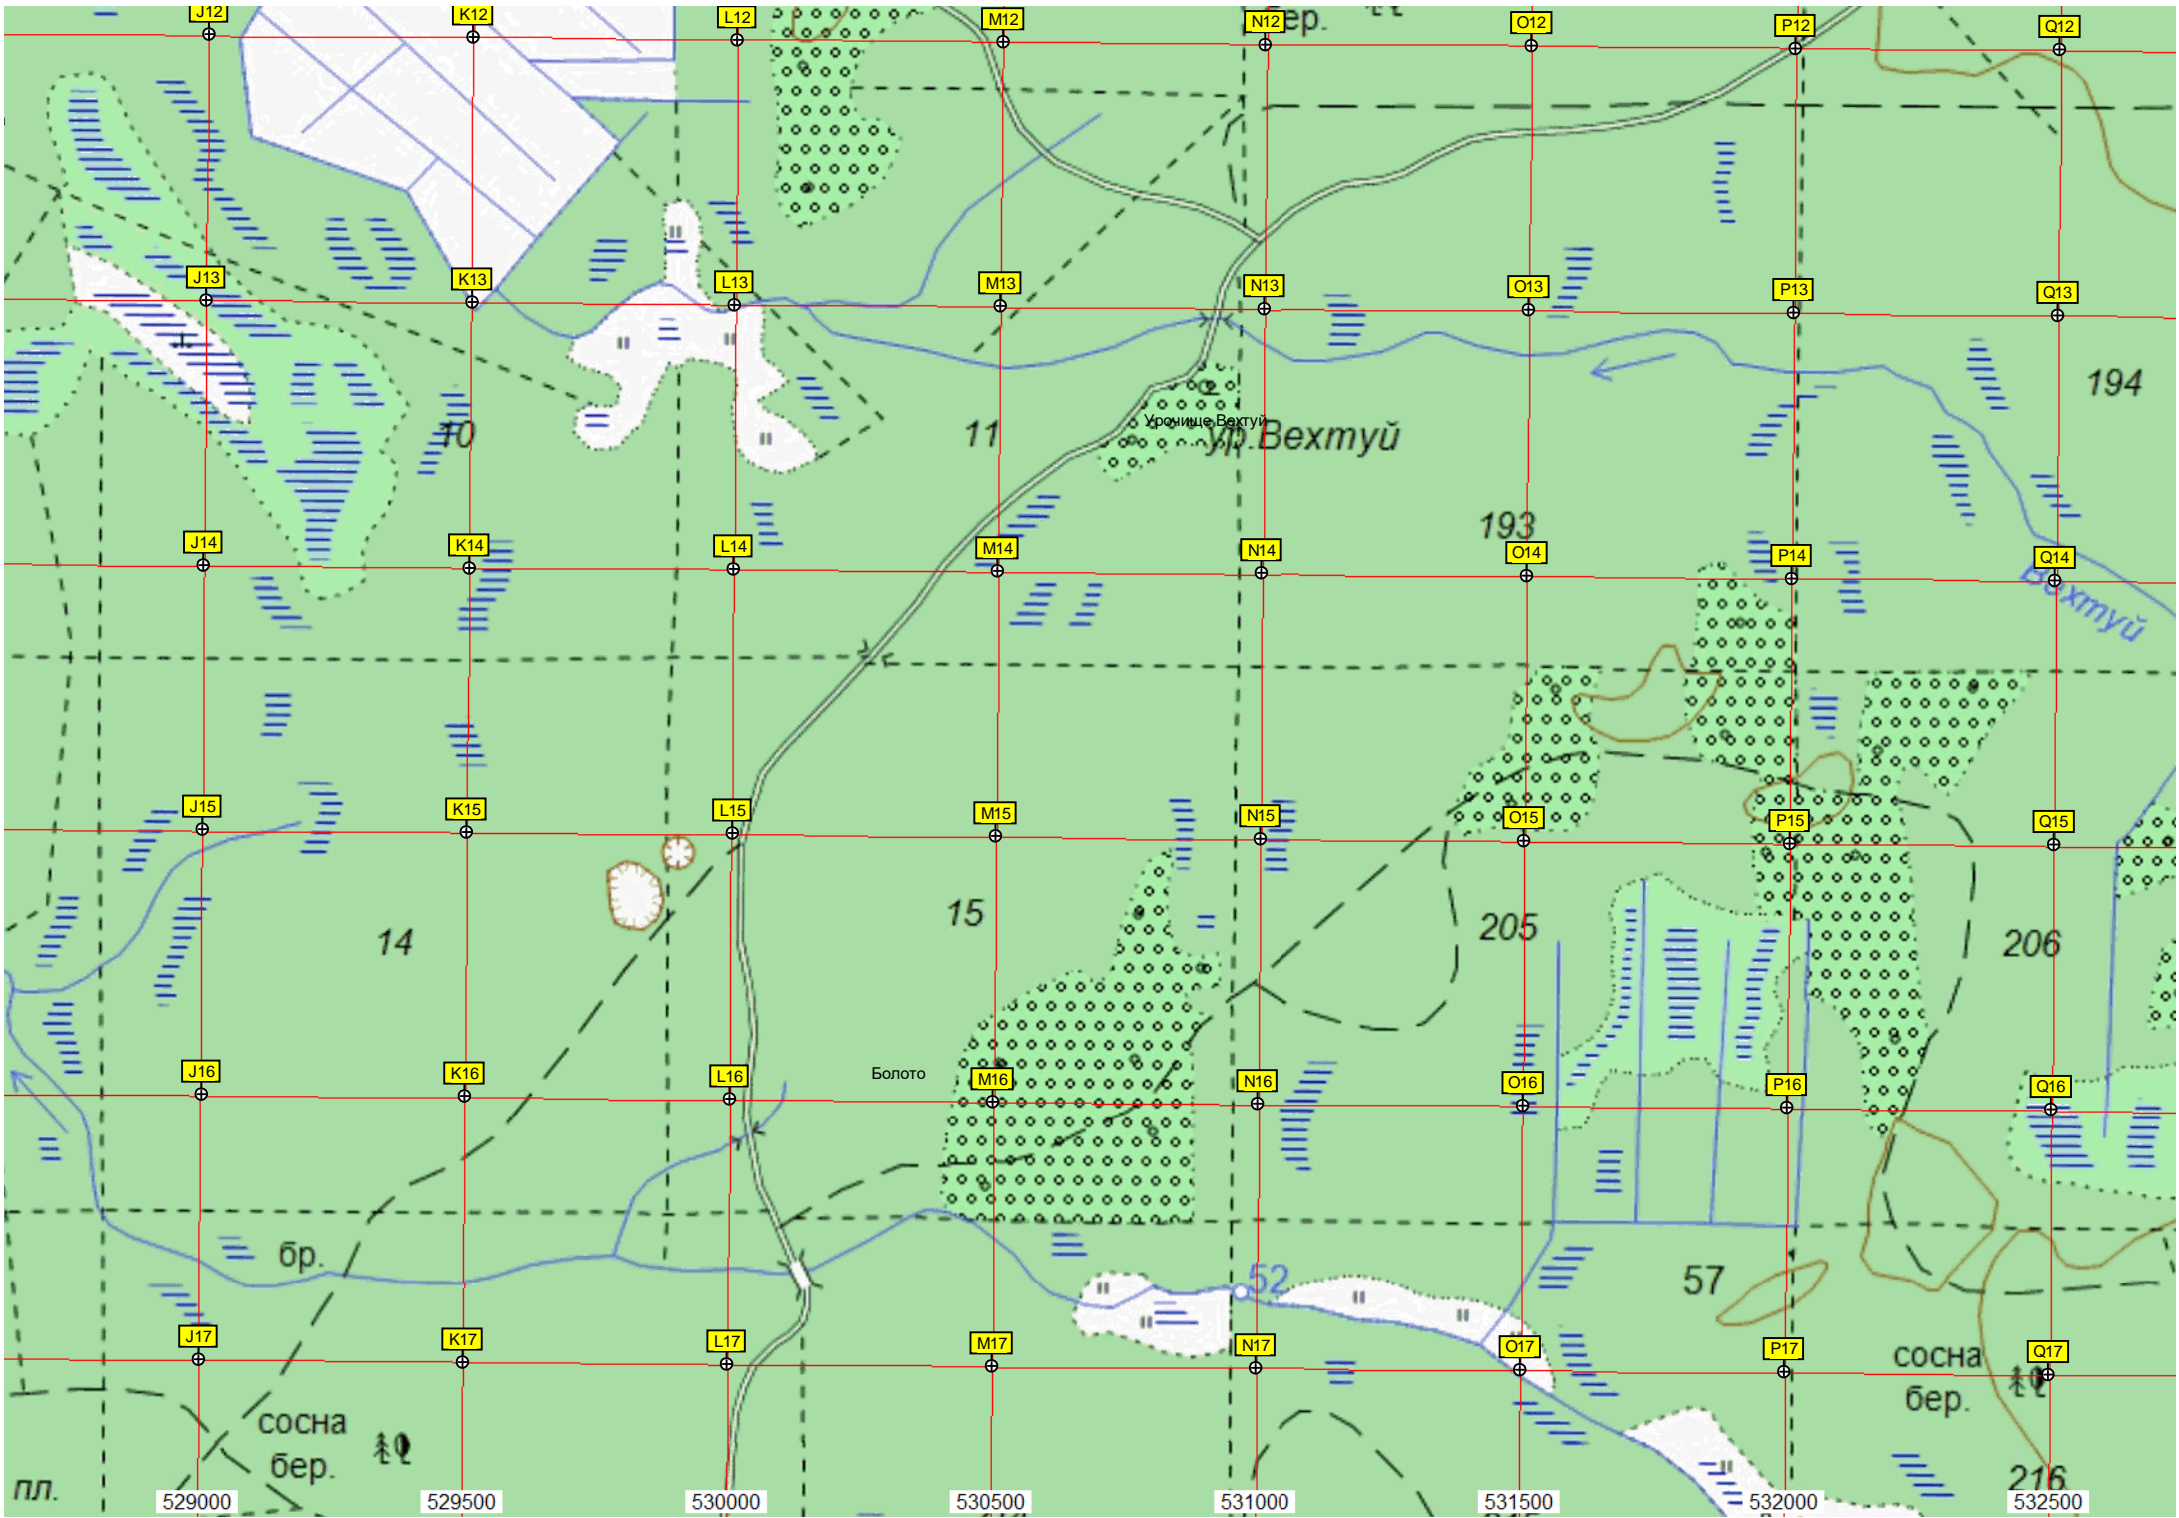 J12 K12 L12 M12 N12 O12 P12 Q12
бер.
J13 K13 L13 M13 N13 O13 P13 Q13
194
10 11
Урочище Вехтуй
ур.Вехтуй
193
J14 K14 L14 M14 N14 O14 P14 Q14
Вехтуй
J15 K15 L15 M15 N15 O15 P15 Q15
14 15 205 206
Болото
J16 K16 L16 M16 N16 O16 P16 Q16
бр.
52
57
J17 K17 L17 M17 N17 O17 P17 Q17
сосна
бер.
сосна
бер.
пл.
216
529000 529500 530000 530500 531000 531500 532000 532500